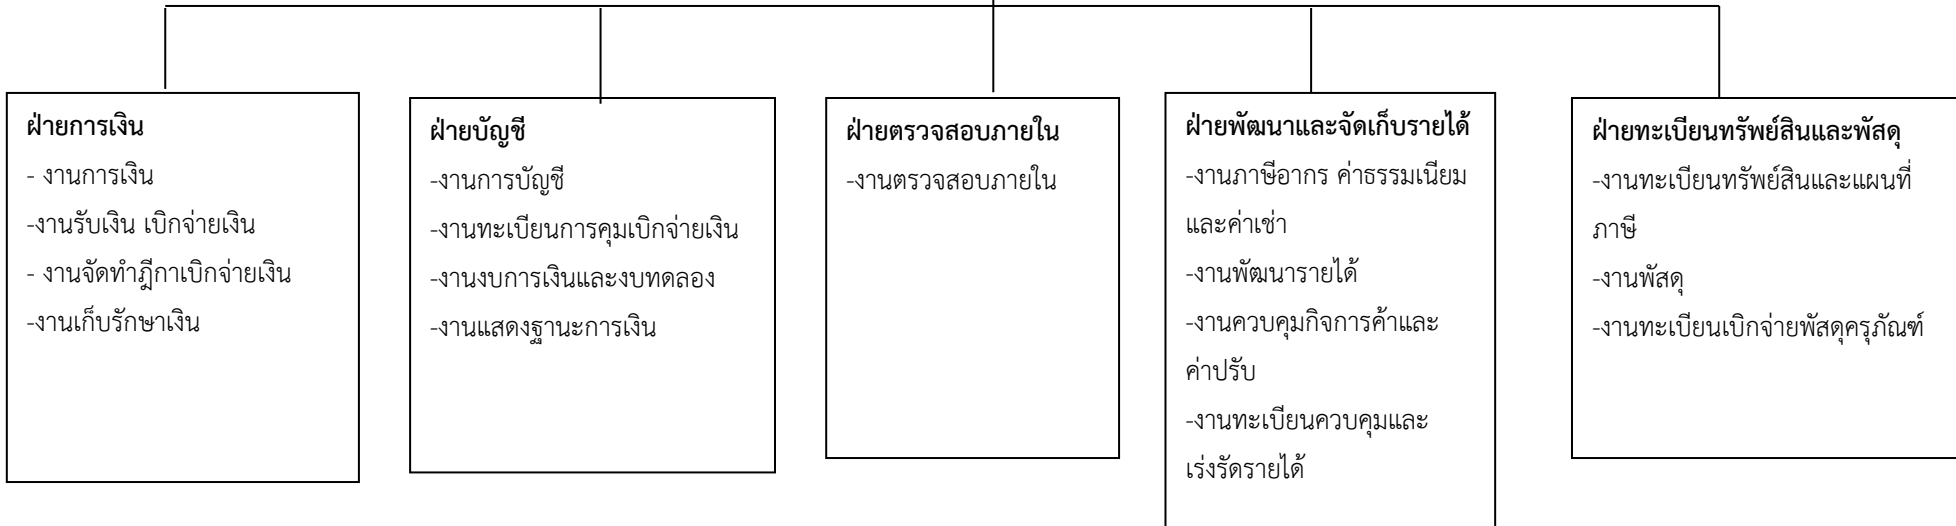 ฝ่ายการเงิน
- งานการเงิน
-งานรับเงิน เบิกจ่ายเงิน
- งานจัดทำฎีกาเบิกจ่ายเงิน
-งานเก็บรักษาเงิน
ฝ่ายบัญชี
-งานการบัญชี
-งานทะเบียนการคุมเบิกจ่ายเงิน
-งานงบการเงินและงบทดลอง
-งานแสดงฐานะการเงิน
ฝ่ายตรวจสอบภายใน
-งานตรวจสอบภายใน
ฝ่ายพัฒนาและจัดเก็บรายได้
-งานภาษีอากร ค่าธรรมเนียม
และค่าเช่า
-งานพัฒนารายได้
-งานควบคุมกิจการค้าและ
ค่าปรับ
-งานทะเบียนควบคุมและ
เร่งรัดรายได้
ฝ่ายทะเบียนทรัพย์สินและพัสดุ
-งานทะเบียนทรัพย์สินและแผนที่
ภาษี
-งานพัสดุ
-งานทะเบียนเบิกจ่ายพัสดุครุภัณฑ์